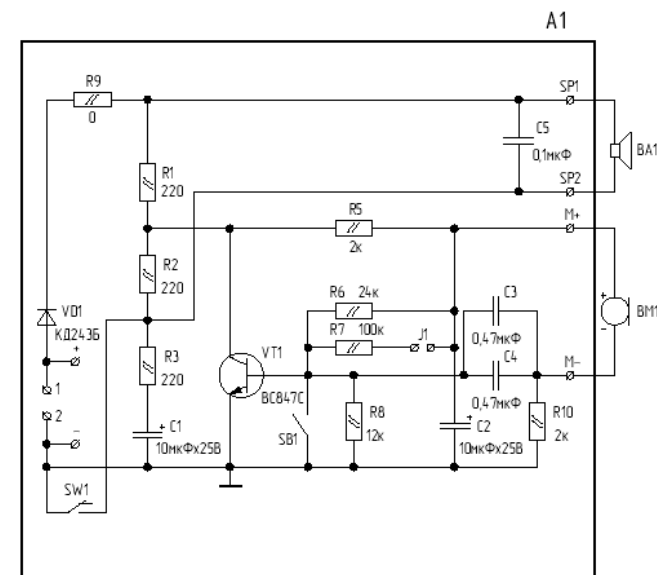 A1
R9
0
SP1
C5
0,1мкФ
BA1
R1
220
SP2
R5
2к
M+
R2
220
R6 24к
C3
0,47мкФ
+
VD1
КД243Б
R7 100к
J1
BM1
-
+
R3
220
VT1
C4
M-
1
BC847C
0,47мкФ
2
C1
+
10мкФх25В
SB1
R8
12к
+
C2
10мкФх25В
R10
2к
-
SW1